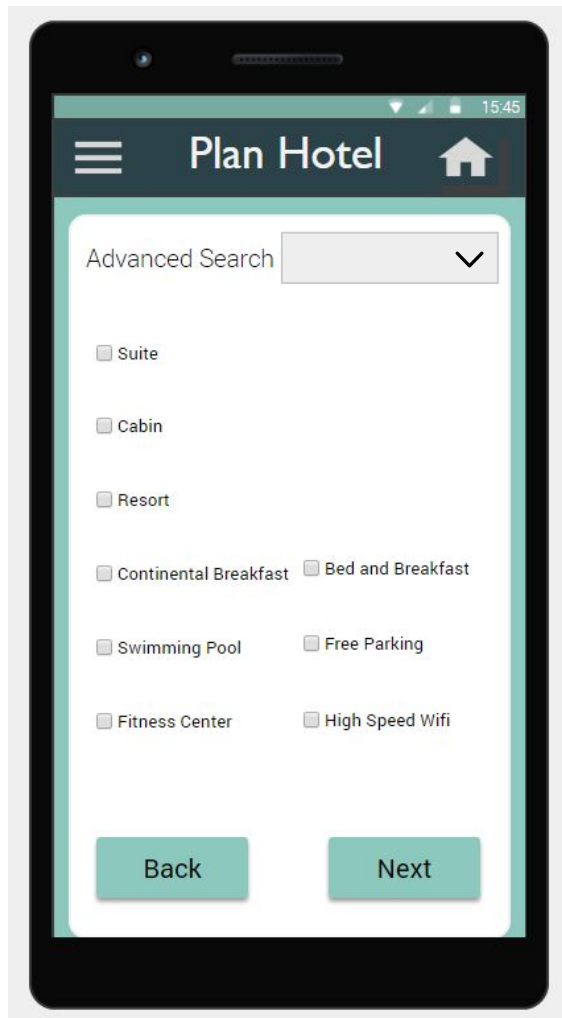 15:45
Plan Hotel
Advanced Search
Suite
Cabin
Resort
Continental Breakfast
Bed and Breakfast
Swimming Pool
Free Parking
Fitness Center
High Speed Wifi
Back
Next